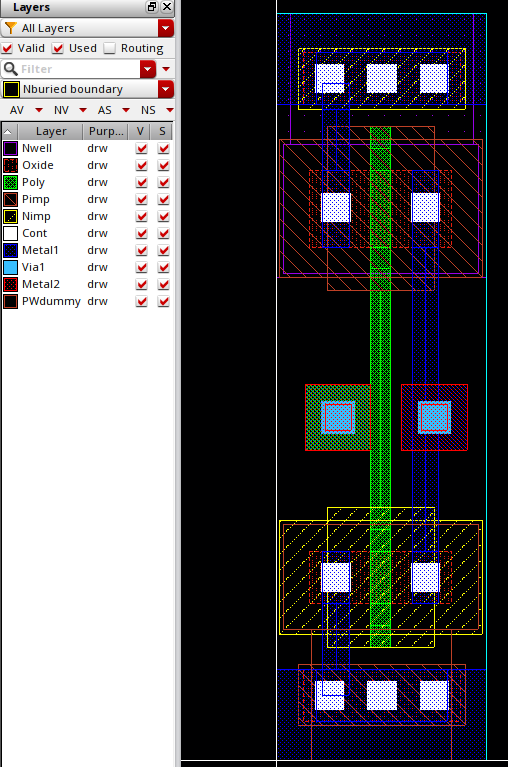 Layers
All Layers
Valid Used Routing
Filter
Nburied boundary
AV NV AS NS
Layer Purp... V S
Nwell drw
Oxide drw
Poly drw
Pimp drw
Nimp drw
Cont drw
Metal1 drw
Via1 drw
Metal2 drw
PWdummy drw